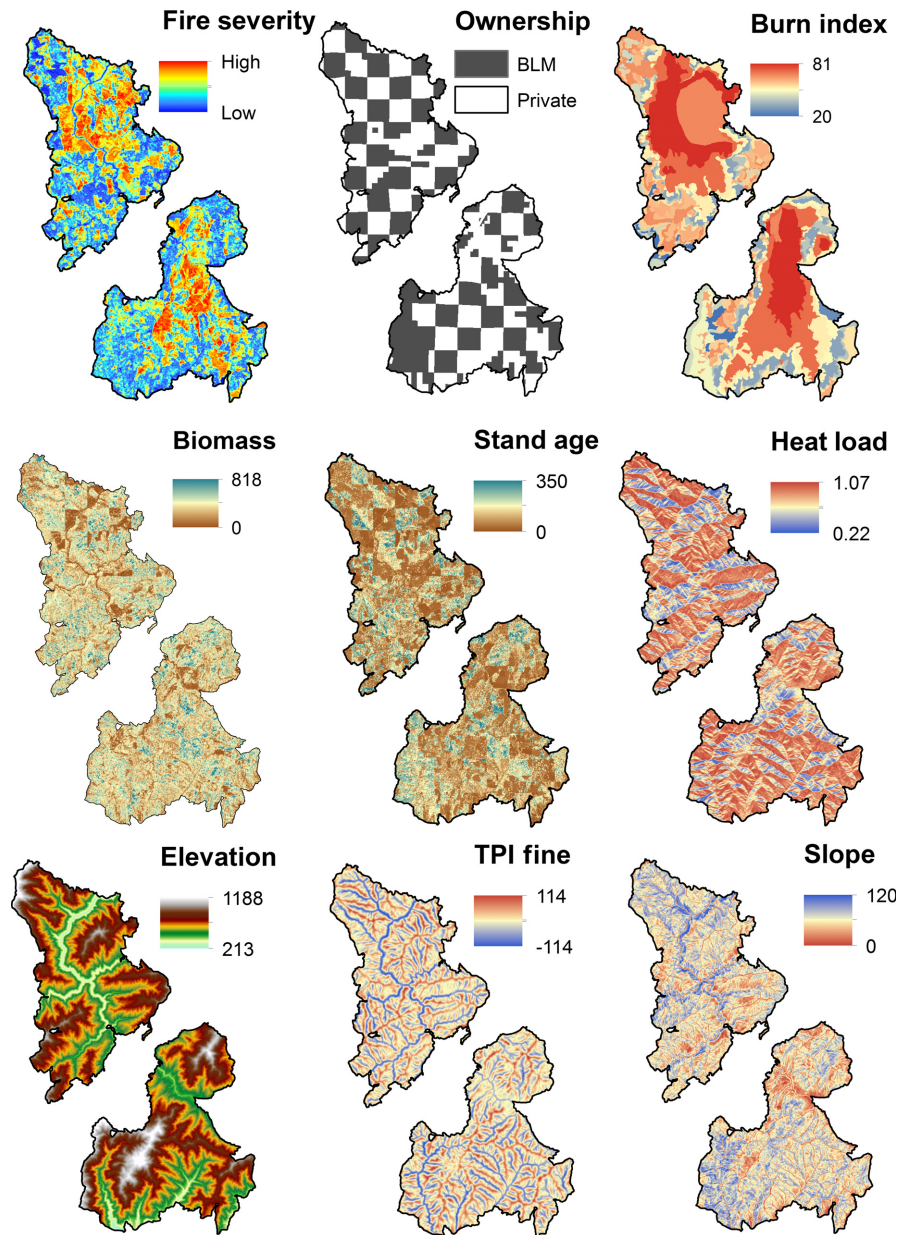 Fire severity
High
Low
Ownership
BLM
Private
Burn index
81
20
Biomass
818
0
Stand age
350
0
Heat load
1.07
0.22
Elevation
1188
213
TPI fine
114
-114
Slope
120
0